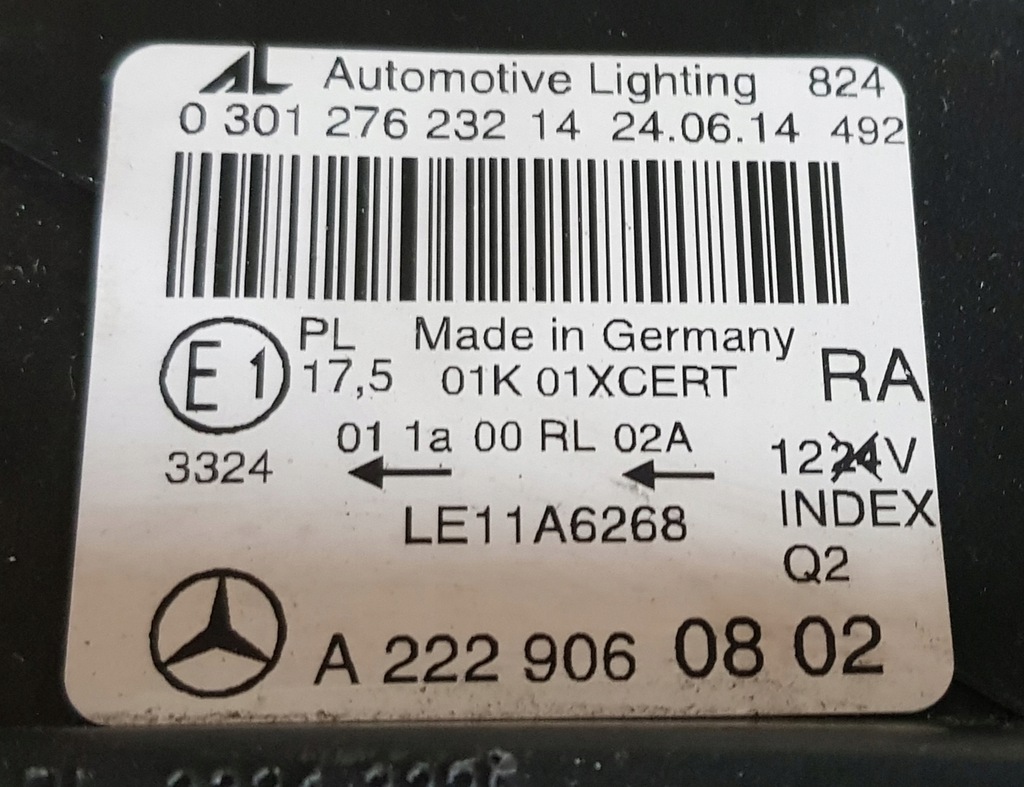 AL Automotive Lighting 824
0 301 276 232 14 24.06.14 492
E1 PL Made in Germany
17,5 01K 01XCERT RA
01 1a 00 RL 02A
3324 1224V
LE11A6268 INDEX
Q2
A 222 906 08 02